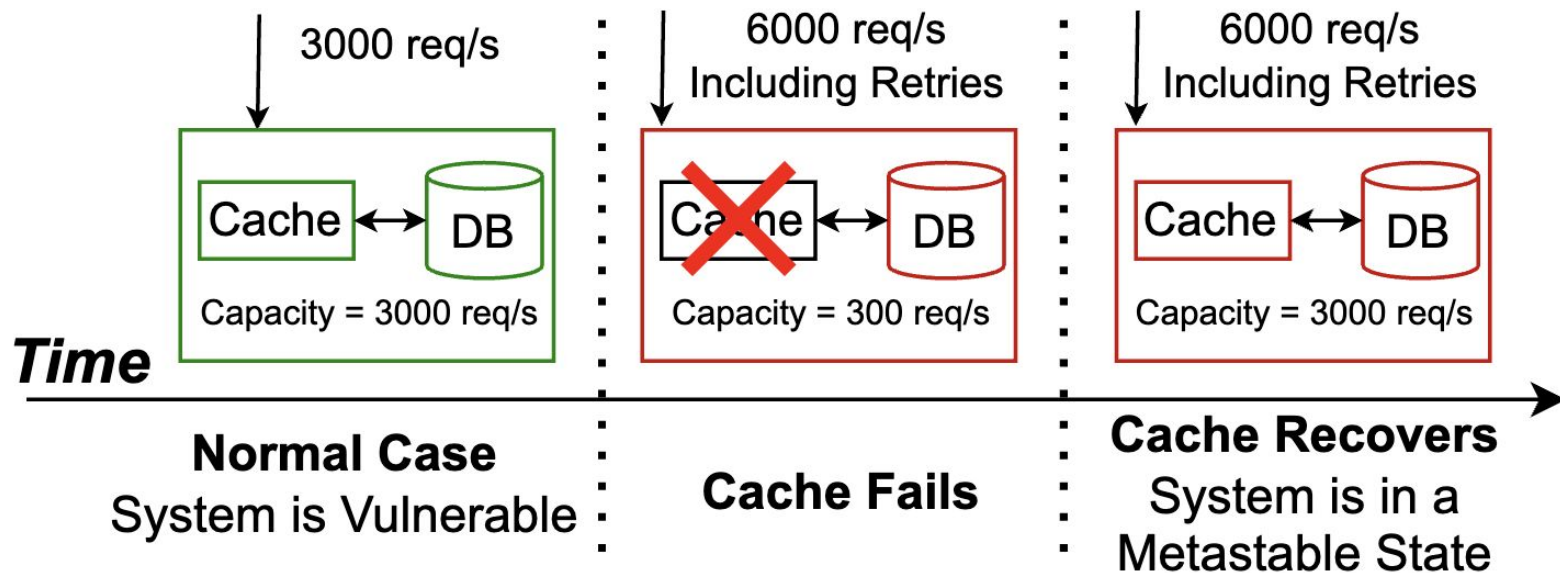 3000 req/s
Cache
DB
Capacity = 3000 req/s
6000 req/s
Including Retries
Cache
DB
Capacity = 300 req/s
6000 req/s
Including Retries
Cache
DB
Capacity = 3000 req/s
Time
Normal Case
System is Vulnerable
Cache Fails
Cache Recovers
System is in a
Metastable State